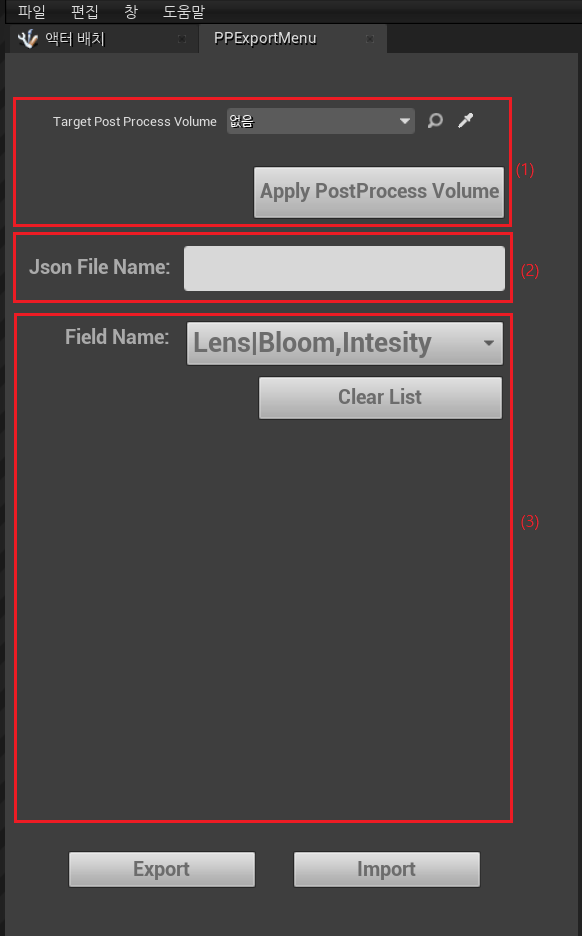 파일 편집 창 도움말
액터 배치 PPExportMenu
Target Post Process Volume 없음
(1)
Apply PostProcess Volume
Json File Name:
(2)
Field Name: Lens|Bloom,Intesity
Clear List
(3)
Export Import